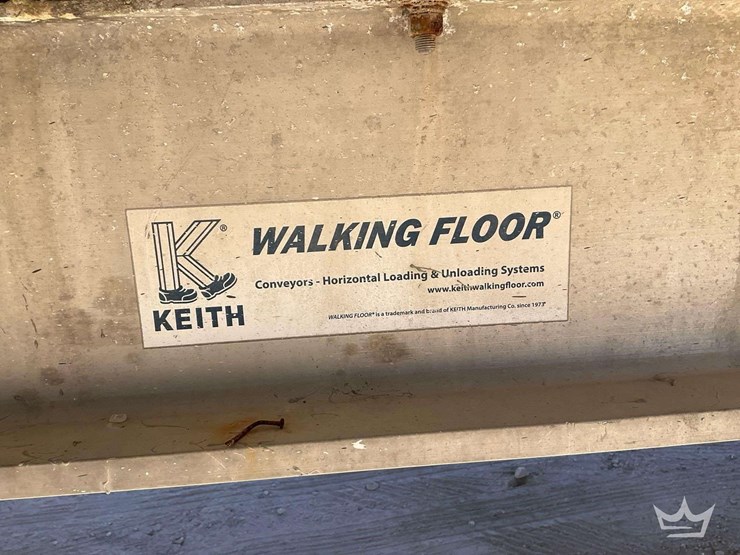 K®
WALKING FLOOR®
Conveyors - Horizontal Loading & Unloading Systems
www.keithwalkingfloor.com
KEITH
WALKING FLOOR® is a trademark and brand of KEITH Manufacturing Co. since 1973